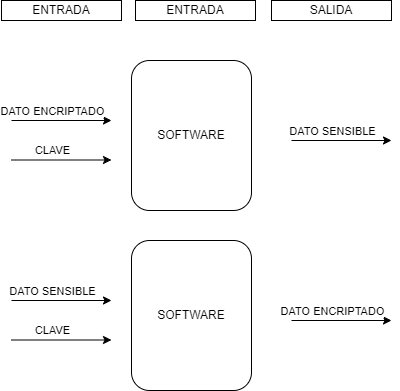 ENTRADA
ENTRADA
SALIDA
DATO ENCRIPTADO
CLAVE
SOFTWARE
DATO SENSIBLE
DATO SENSIBLE
CLAVE
SOFTWARE
DATO ENCRIPTADO